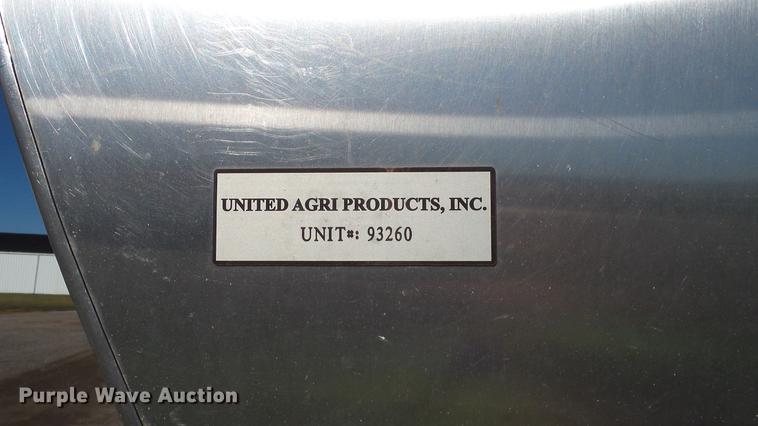 UNITED AGRI PRODUCTS, INC.
UNIT#: 93260
Purple Wave Auction